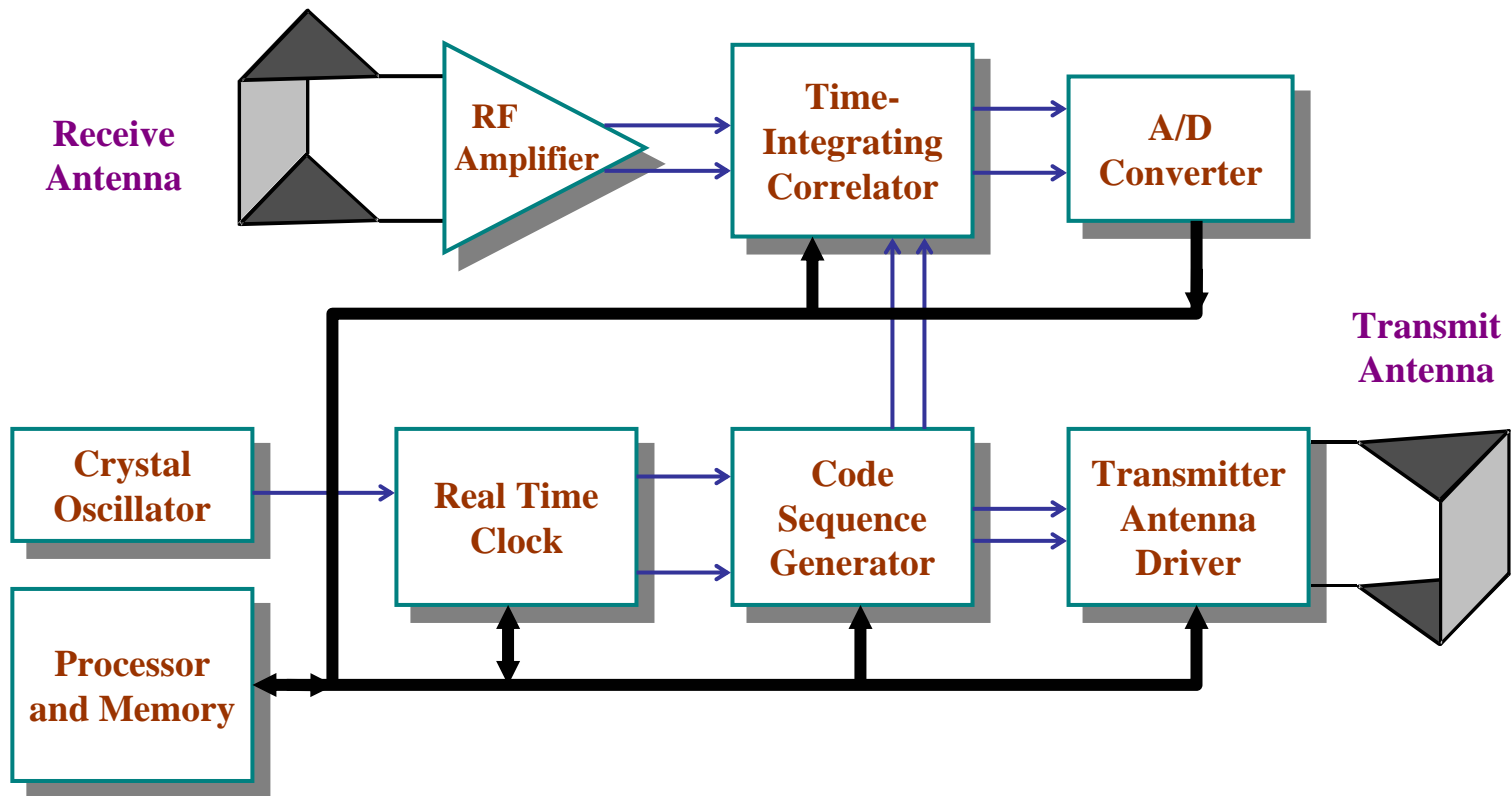 Receive
Antenna
RF
Amplifier
Time-
Integrating
Correlator
A/D
Converter
Transmit
Antenna
Crystal
Oscillator
Real Time
Clock
Code
Sequence
Generator
Transmitter
Antenna
Driver
Processor
and Memory